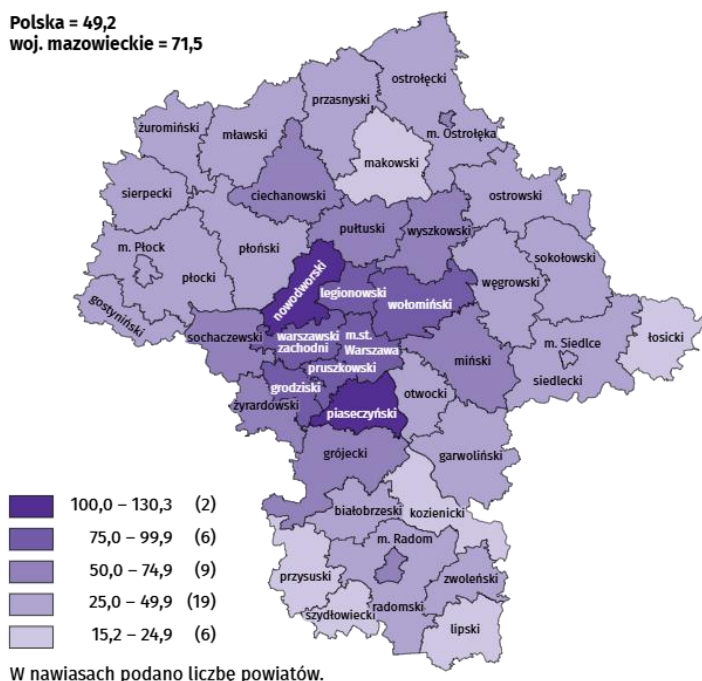 Polska = 49,2
woj. mazowieckie = 71,5
ostrołęcki
przasnyski
żuromiński
mławski
m. Ostrołęka
makowski
sierpecki
ciechanowski
ostrowski
pułtuski
wyszkowski
m. Płock
płoński
sokołowski
płocki
węgrowski
nowodworski
legionowski
wołomiński
gostyniński
sochaczewski
warszawski
zachodni
m.st.
Warszawa
łosicki
m. Siedlce
miński
pruszkowski
siedlecki
grodziski
otwocki
żyrardowski
piaseczyński
grójecki
garwoliński
białobrzeski
kozienicki
m. Radom
przysuski
zwoleński
szydłowiecki
radomski
lipski
100,0 – 130,3 (2)
75,0 – 99,9 (6)
50,0 – 74,9 (9)
25,0 – 49,9 (19)
15,2 – 24,9 (6)
W nawiasach podano liczbę powiatów.